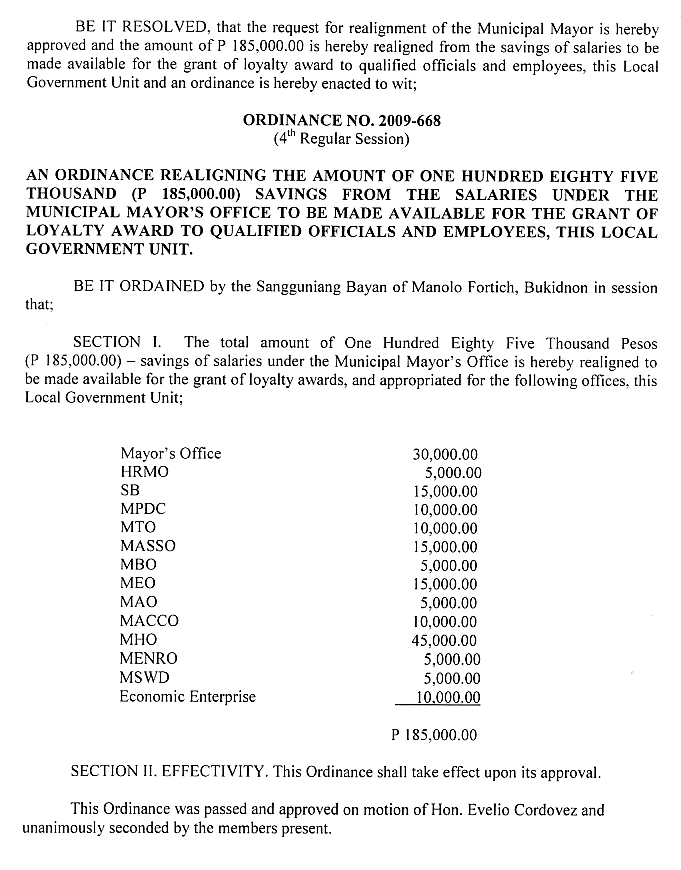 BE IT RESOLVED, that the request for realignment of the Municipal Mayor is hereby
approved and the amount of P 185,000.00 is hereby realigned from the savings of salaries to be
made available for the grant of loyalty award to qualified officials and employees, this Local
Government Unit and an ordinance is hereby enacted to wit;
ORDINANCE NO. 2009-668
(4th Regular Session)
AN ORDINANCE REALIGNING THE AMOUNT OF ONE HUNDRED EIGHTY FIVE
THOUSAND (P 185,000.00) SAVINGS FROM THE SALARIES UNDER THE
MUNICIPAL MAYOR'S OFFICE TO BE MADE AVAILABLE FOR THE GRANT OF
LOYALTY AWARD TO QUALIFIED OFFICIALS AND EMPLOYEES, THIS LOCAL
GOVERNMENT UNIT.
BE IT ORDAINED by the Sangguniang Bayan of Manolo Fortich, Bukidnon in session
that;
SECTION I. The total amount of One Hundred Eighty Five Thousand Pesos
(P 185,000.00) – savings of salaries under the Municipal Mayor's Office is hereby realigned to
be made available for the grant of loyalty awards, and appropriated for the following offices, this
Local Government Unit;
Mayor's Office 30,000.00
HRMO 5,000.00
SB 15,000.00
MPDC 10,000.00
MTO 10,000.00
MASSO 15,000.00
MBO 5,000.00
MEO 15,000.00
MAO 5,000.00
MACCO 10,000.00
MHO 45,000.00
MENRO 5,000.00
MSWD 5,000.00
Economic Enterprise 10,000.00
P 185,000.00
SECTION II. EFFECTIVITY. This Ordinance shall take effect upon its approval.
This Ordinance was passed and approved on motion of Hon. Evelio Cordovez and
unanimously seconded by the members present.